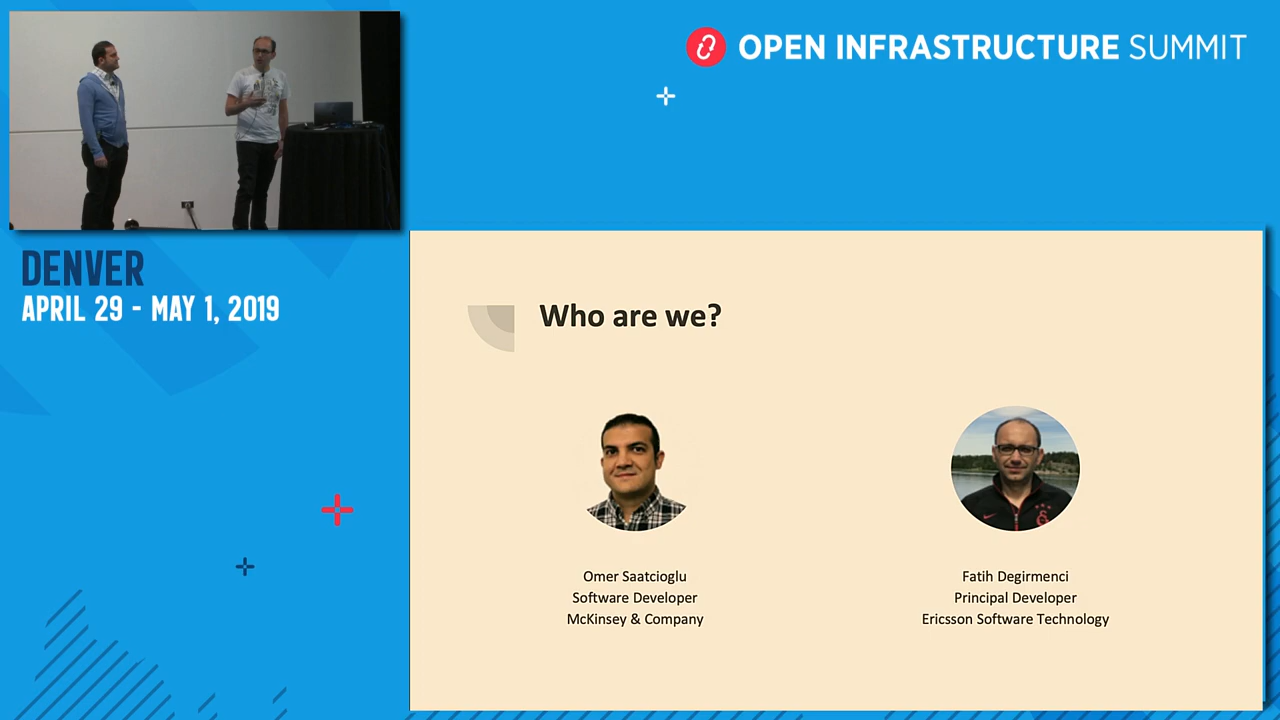 OPEN INFRASTRUCTURE SUMMIT
DENVER
APRIL 29 - MAY 1, 2019
Who are we?
Omer Saatcioglu
Software Developer
McKinsey & Company
Fatih Degirmenci
Principal Developer
Ericsson Software Technology